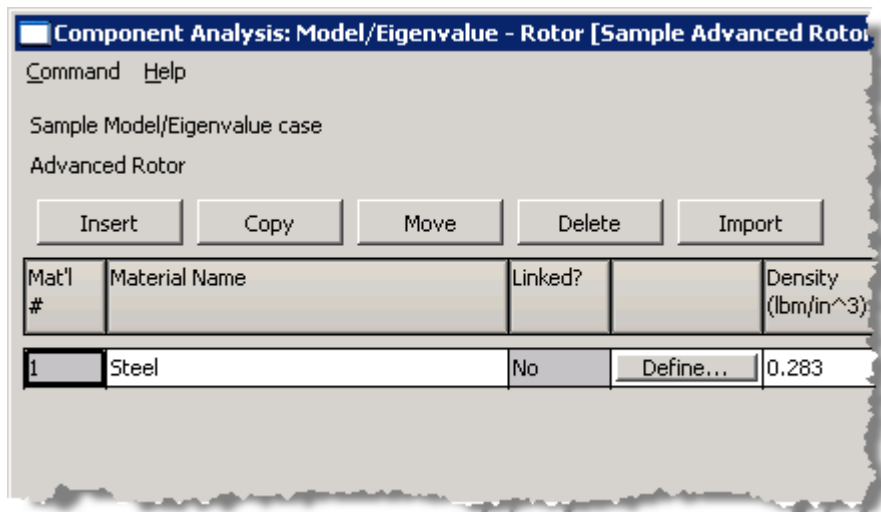 Component Analysis: Model/Eigenvalue - Rotor [Sample Advanced Rotor
Command Help
Sample Model/Eigenvalue case
Advanced Rotor
Insert Copy Move Delete Import
Mat'l # Material Name Linked? Density (lbm/in^3)
1 Steel No Define... 0.283